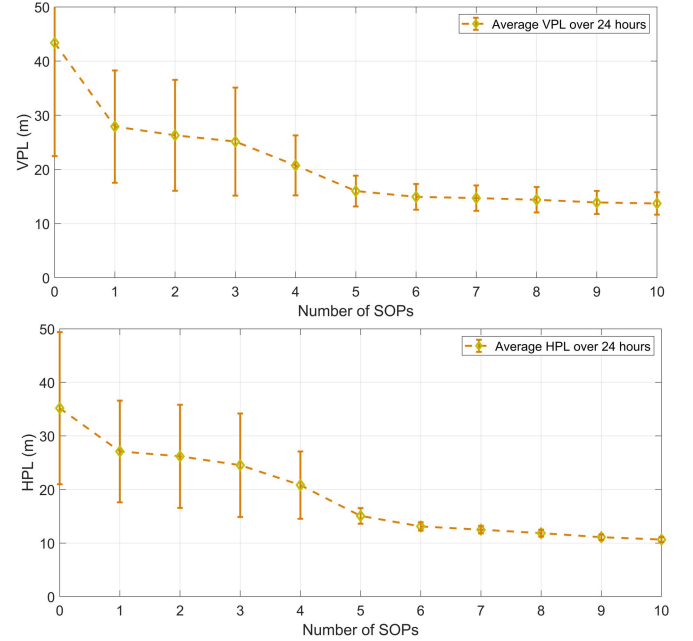 50
40
30
20
10
0
VPL (m)
Average VPL over 24 hours
0 1 2 3 4 5 6 7 8 9 10
Number of SOPs
50
40
30
20
10
0
HPL (m)
Average HPL over 24 hours
0 1 2 3 4 5 6 7 8 9 10
Number of SOPs